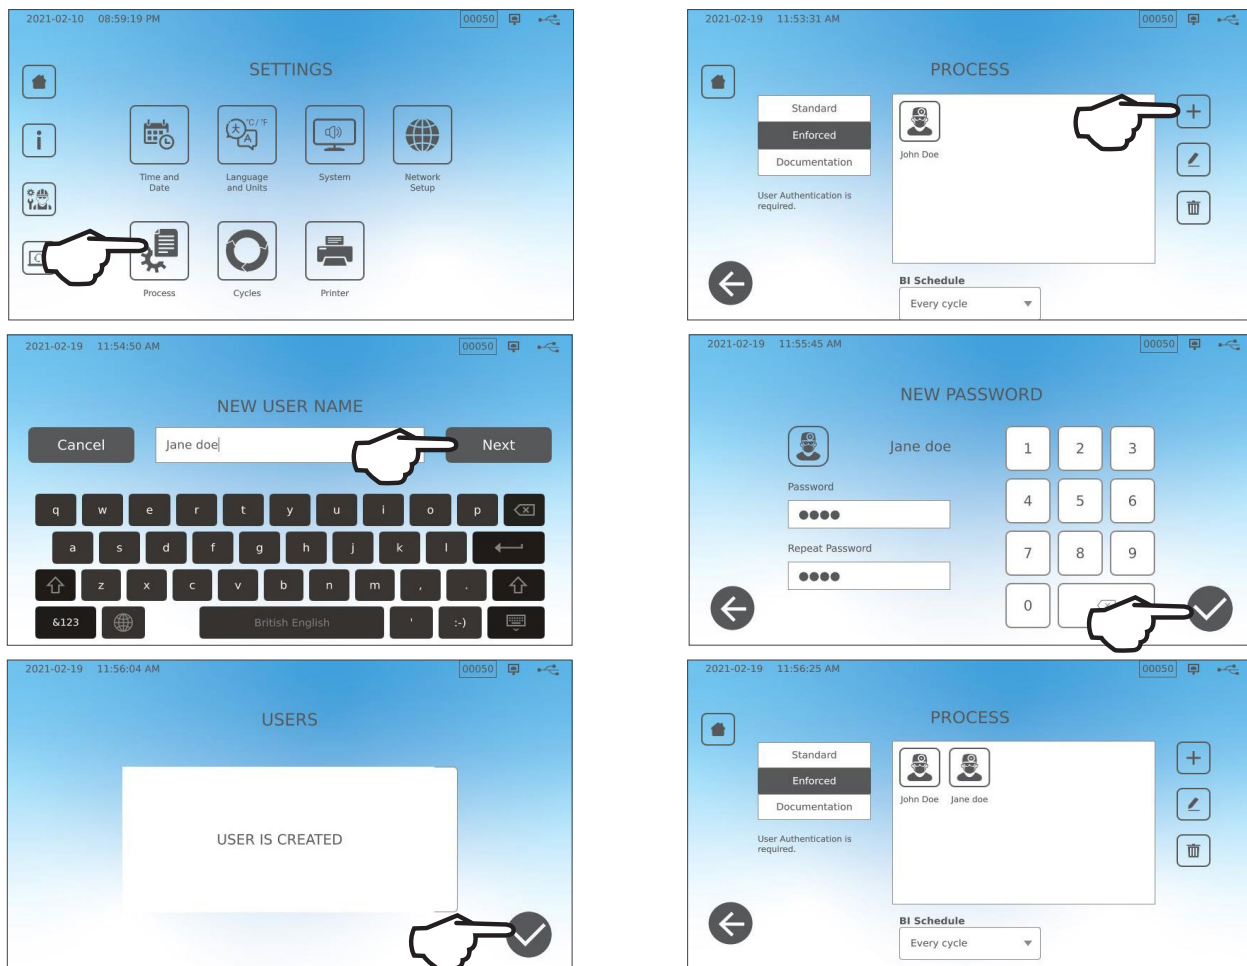 2021-02-10 08:59:19 PM 00050
SETTINGS
°C/°F
Time and
Date
Language
and Units
System
Network
Setup
Process
Cycles
Printer
2021-02-19 11:53:31 AM 00050
PROCESS
Standard
Enforced
Documentation
User Authentication is
required.
John Doe
BI Schedule
Every cycle
2021-02-19 11:54:50 AM 00050
NEW USER NAME
Cancel
Jane doe
Next
q w e r t y u i o p
a s d f g h j k l
z x c v b n m , .
&123 British English ' :-)
2021-02-19 11:55:45 AM 00050
NEW PASSWORD
Jane doe
Password
●●●●
Repeat Password
●●●●
1 2 3
4 5 6
7 8 9
0
2021-02-19 11:56:04 AM 00050
USERS
USER IS CREATED
2021-02-19 11:56:25 AM 00050
PROCESS
Standard
Enforced
Documentation
User Authentication is
required.
John Doe Jane doe
BI Schedule
Every cycle